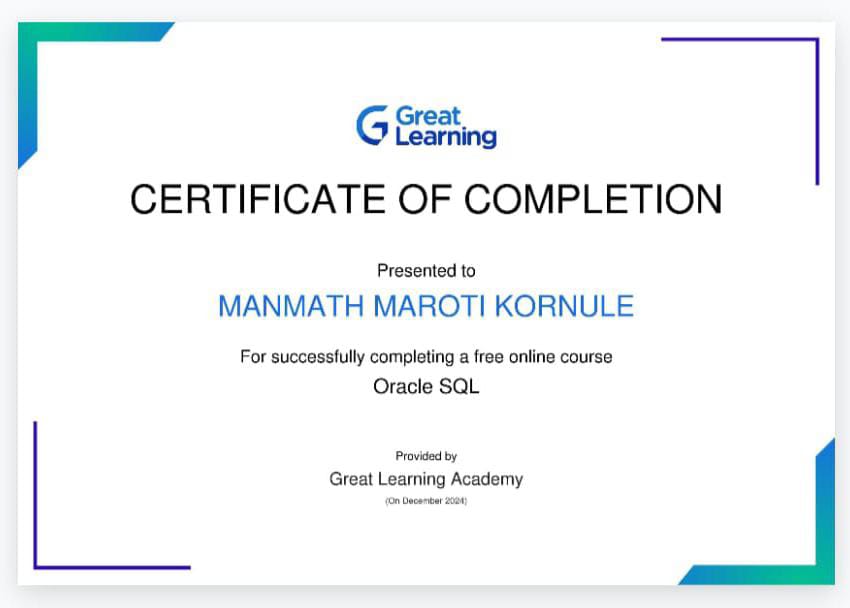 Great
Learning
CERTIFICATE OF COMPLETION
Presented to
MANMATH MAROTI KORNULE
For successfully completing a free online course
Oracle SQL
Provided by
Great Learning Academy
(On December 2024)